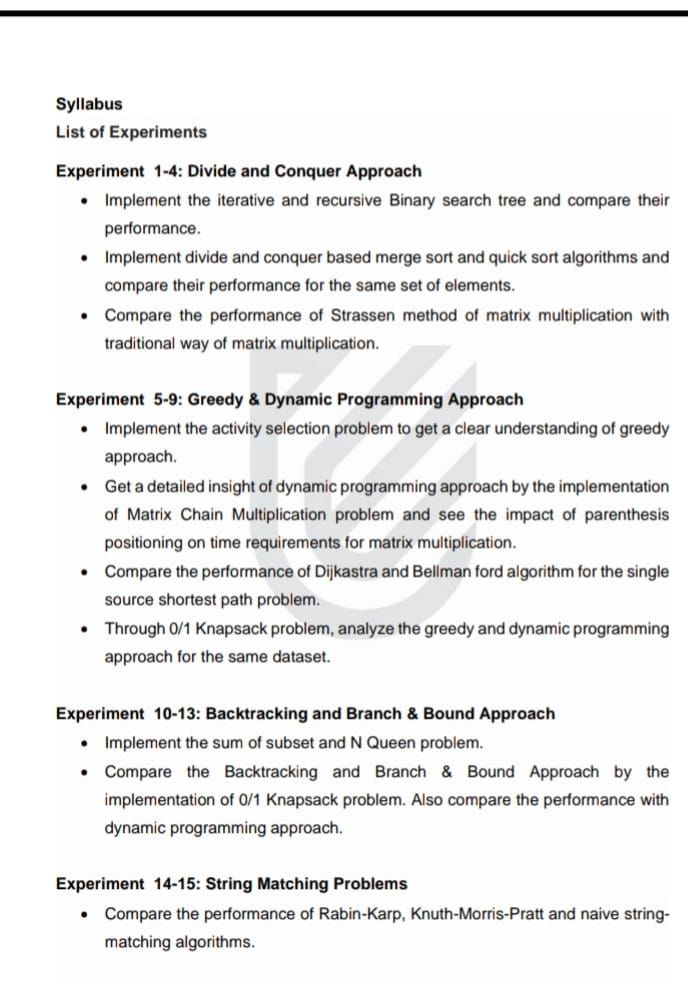 Syllabus
List of Experiments
Experiment 1-4: Divide and Conquer Approach
• Implement the iterative and recursive Binary search tree and compare their
performance.
• Implement divide and conquer based merge sort and quick sort algorithms and
compare their performance for the same set of elements.
• Compare the performance of Strassen method of matrix multiplication with
traditional way of matrix multiplication.
Experiment 5-9: Greedy & Dynamic Programming Approach
• Implement the activity selection problem to get a clear understanding of greedy
approach.
• Get a detailed insight of dynamic programming approach by the implementation
of Matrix Chain Multiplication problem and see the impact of parenthesis
positioning on time requirements for matrix multiplication.
• Compare the performance of Dijkastra and Bellman ford algorithm for the single
source shortest path problem.
• Through 0/1 Knapsack problem, analyze the greedy and dynamic programming
approach for the same dataset.
Experiment 10-13: Backtracking and Branch & Bound Approach
• Implement the sum of subset and N Queen problem.
• Compare the Backtracking and Branch & Bound Approach by the
implementation of 0/1 Knapsack problem. Also compare the performance with
dynamic programming approach.
Experiment 14-15: String Matching Problems
• Compare the performance of Rabin-Karp, Knuth-Morris-Pratt and naive string-
matching algorithms.